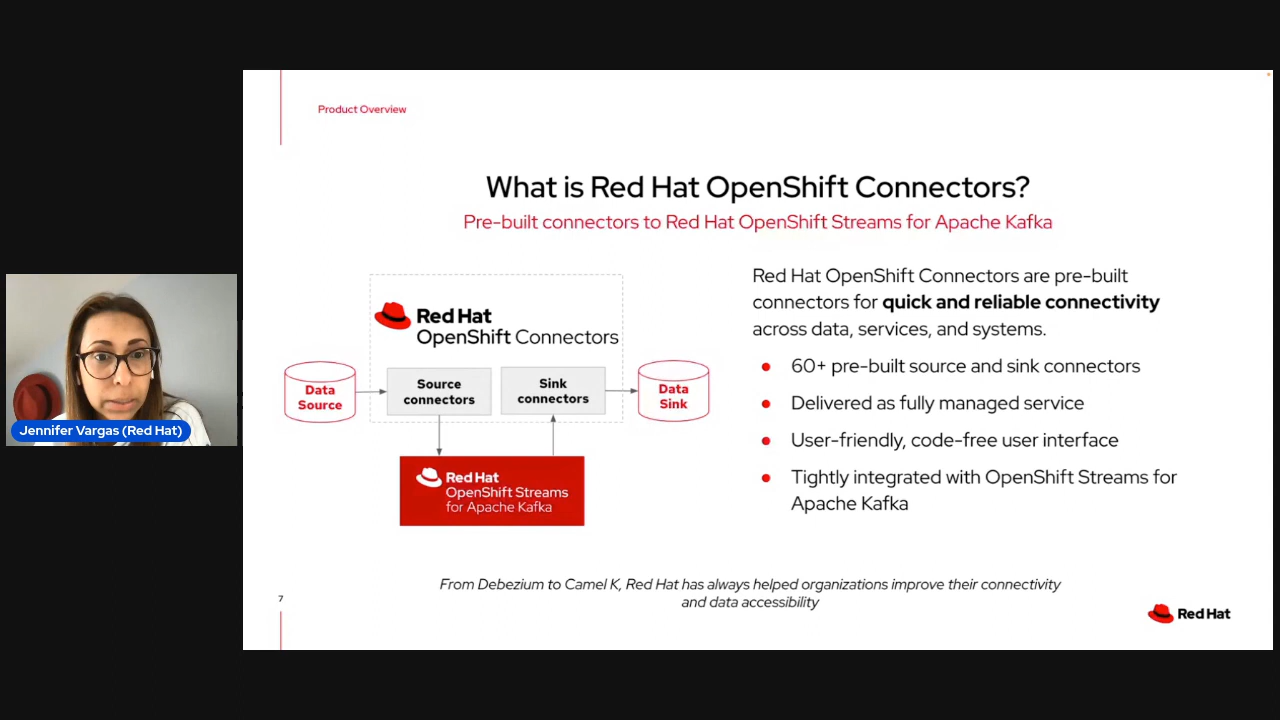 Product Overview
What is Red Hat OpenShift Connectors?
Pre-built connectors to Red Hat OpenShift Streams for Apache Kafka
Red Hat
OpenShift Connectors
Data
Source
Source
connectors
Sink
connectors
Data
Sink
Red Hat
OpenShift Streams
for Apache Kafka
Red Hat OpenShift Connectors are pre-built
connectors for quick and reliable connectivity
across data, services, and systems.
● 60+ pre-built source and sink connectors
● Delivered as fully managed service
● User-friendly, code-free user interface
● Tightly integrated with OpenShift Streams for
Apache Kafka
From Debezium to Camel K, Red Hat has always helped organizations improve their connectivity
and data accessibility
7
Red Hat
Jennifer Vargas (Red Hat)